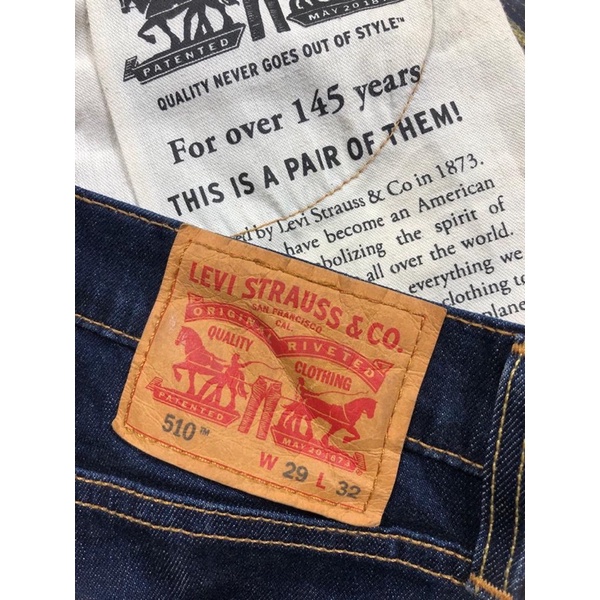 PATENTED
MAY 20 1873
QUALITY NEVER GOES OUT OF STYLE™
For over 145 years
THIS IS A PAIR OF THEM!
by Levi Strauss & Co in 1873.
have become an American
the spirit of
all over the world.
everything we
clothing to
LEVI STRAUSS & CO.
SAN FRANCISCO
CAL.
ORIGINAL RIVETED
QUALITY CLOTHING
PATENTED
MAY 20 1873
510™
W 29 L 32